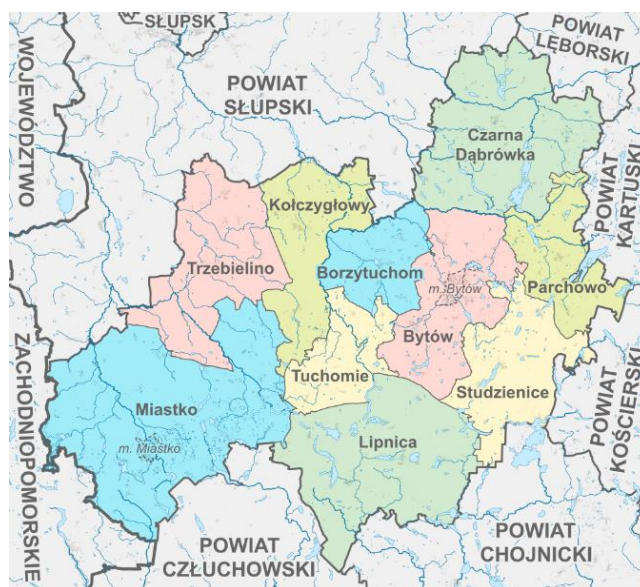 SŁUPSK
POWIAT
LĘBORSKI
WOJEWÓDZTWO
POWIAT
SŁUPSKI
Czarna
Dąbrówka
POWIAT
KARTUSKI
Kołczygłowy
Trzebielino
Borzytuchom
m. Bytów
Parchowo
Bytów
ZACHODNIOPOMORSKIE
Tuchomie
Studzienice
Miastko
POWIAT
KOŚCIERSKI
m. Miastko
Lipnica
POWIAT
CZŁUCHOWSKI
POWIAT
CHOJNICKI